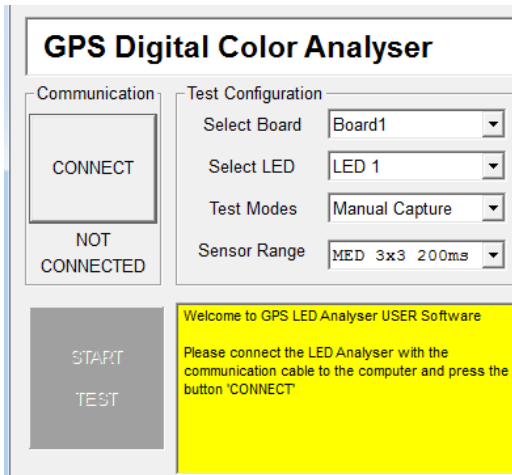 GPS Digital Color Analyser
Communication
Test Configuration
CONNECT
NOT
CONNECTED
Select Board
Board1
Select LED
LED 1
Test Modes
Manual Capture
Sensor Range
MED 3x3 200ms
START
TEST
Welcome to GPS LED Analyser USER Software
Please connect the LED Analyser with the
communication cable to the computer and press the
button 'CONNECT'